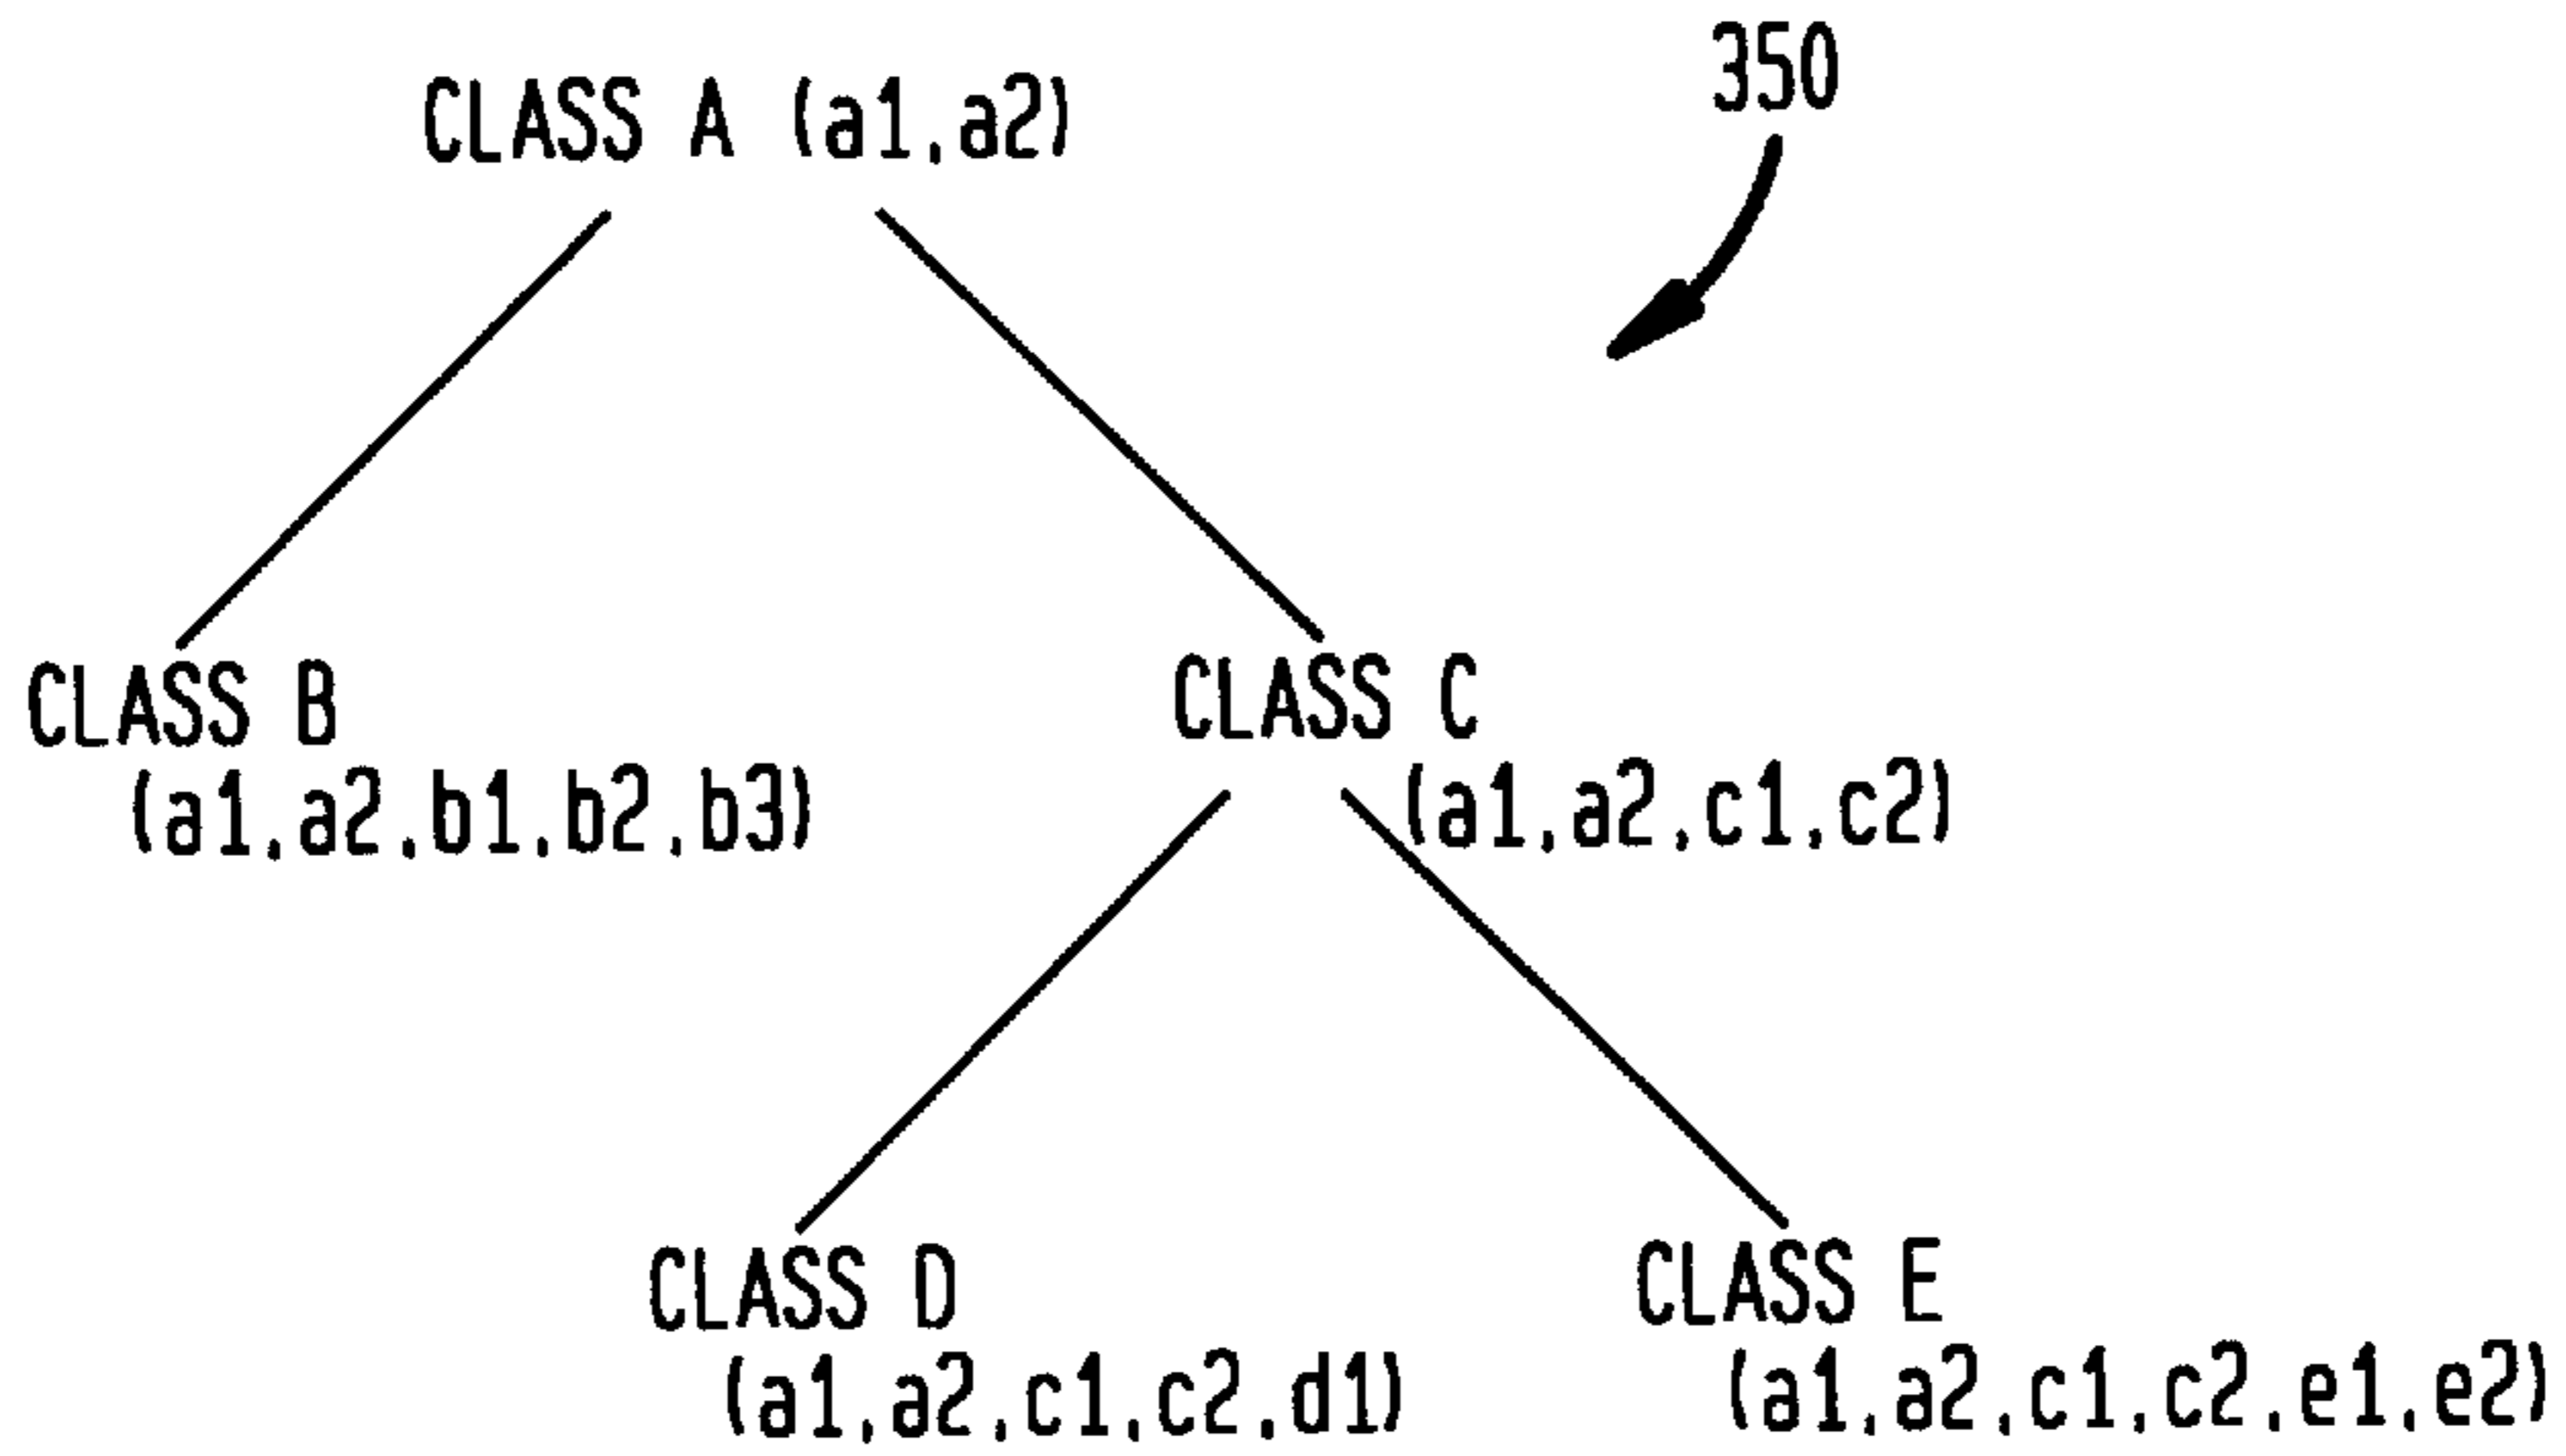 350
CLASS A (a1,a2)
CLASS B
(a1,a2,b1,b2,b3)
CLASS C
(a1,a2,c1,c2)
CLASS D
(a1,a2,c1,c2,d1)
CLASS E
(a1,a2,c1,c2,e1,e2)